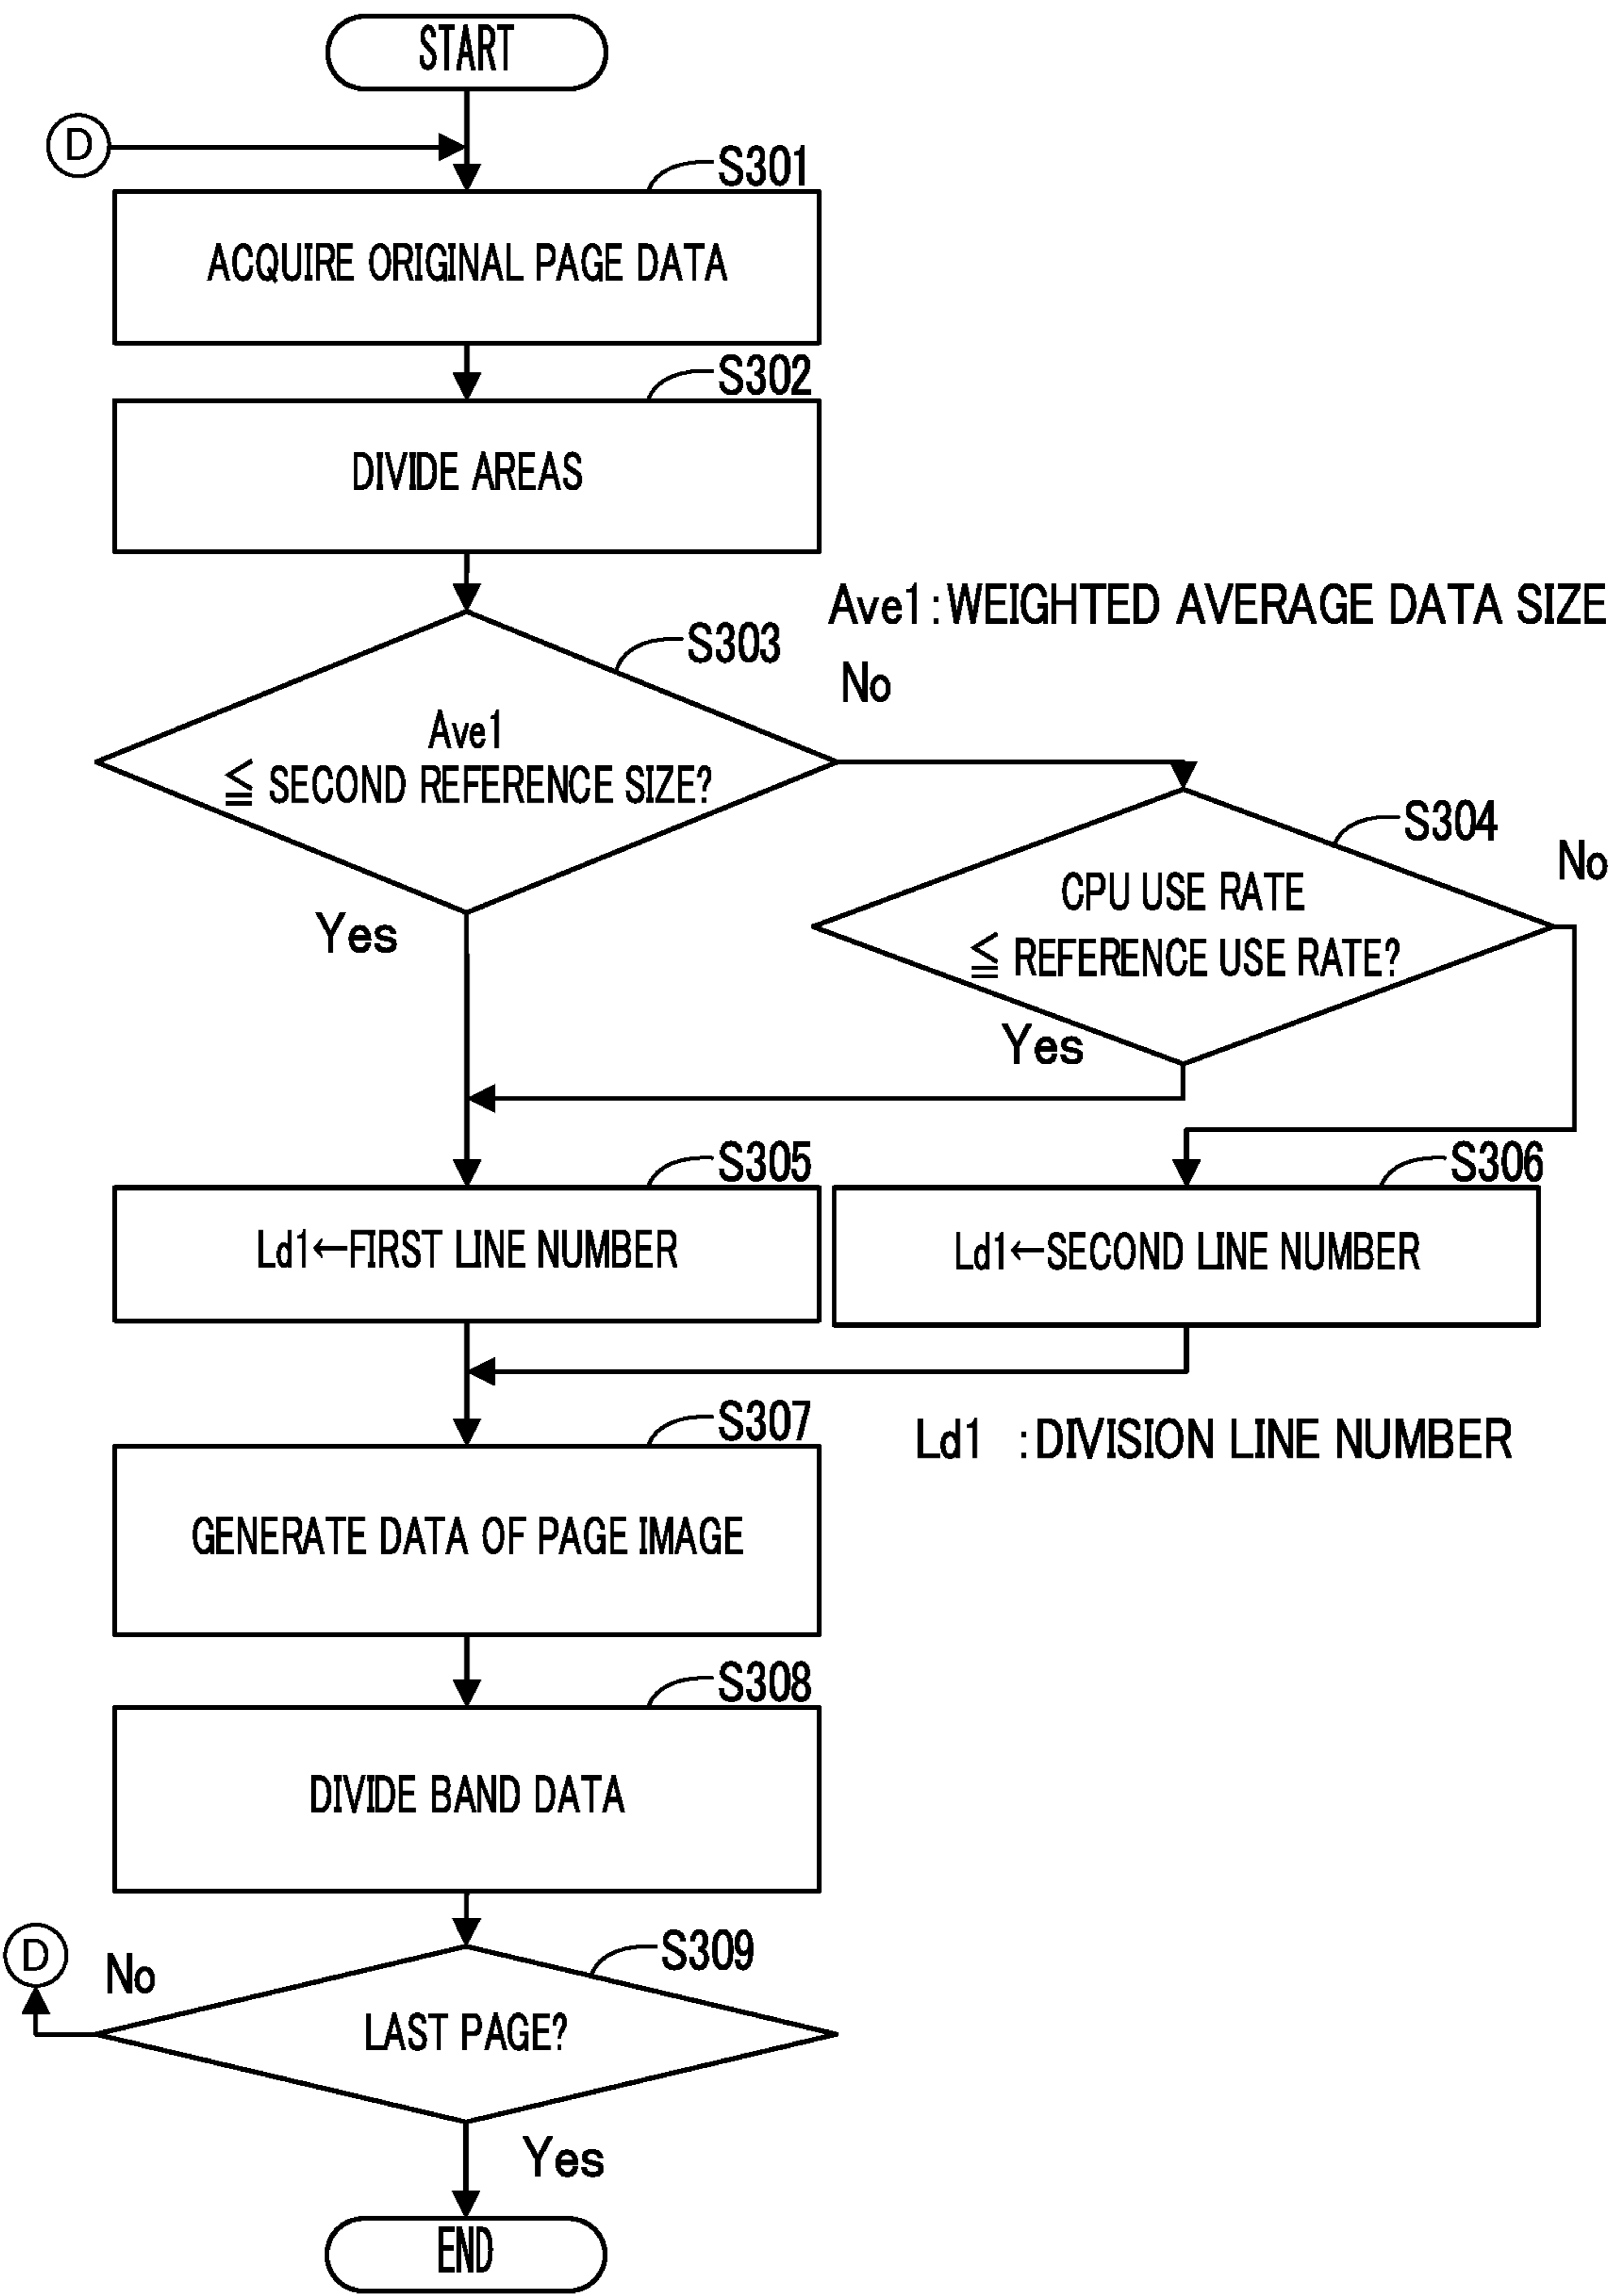 START
D
S301
ACQUIRE ORIGINAL PAGE DATA
S302
DIVIDE AREAS
Ave1:WEIGHTED AVERAGE DATA SIZE
S303
No
Ave1
≦ SECOND REFERENCE SIZE?
Yes
S304
No
CPU USE RATE
≦ REFERENCE USE RATE?
Yes
S305
Ld1←FIRST LINE NUMBER
S306
Ld1←SECOND LINE NUMBER
S307
Ld1 :DIVISION LINE NUMBER
GENERATE DATA OF PAGE IMAGE
S308
DIVIDE BAND DATA
D
No
S309
LAST PAGE?
Yes
END